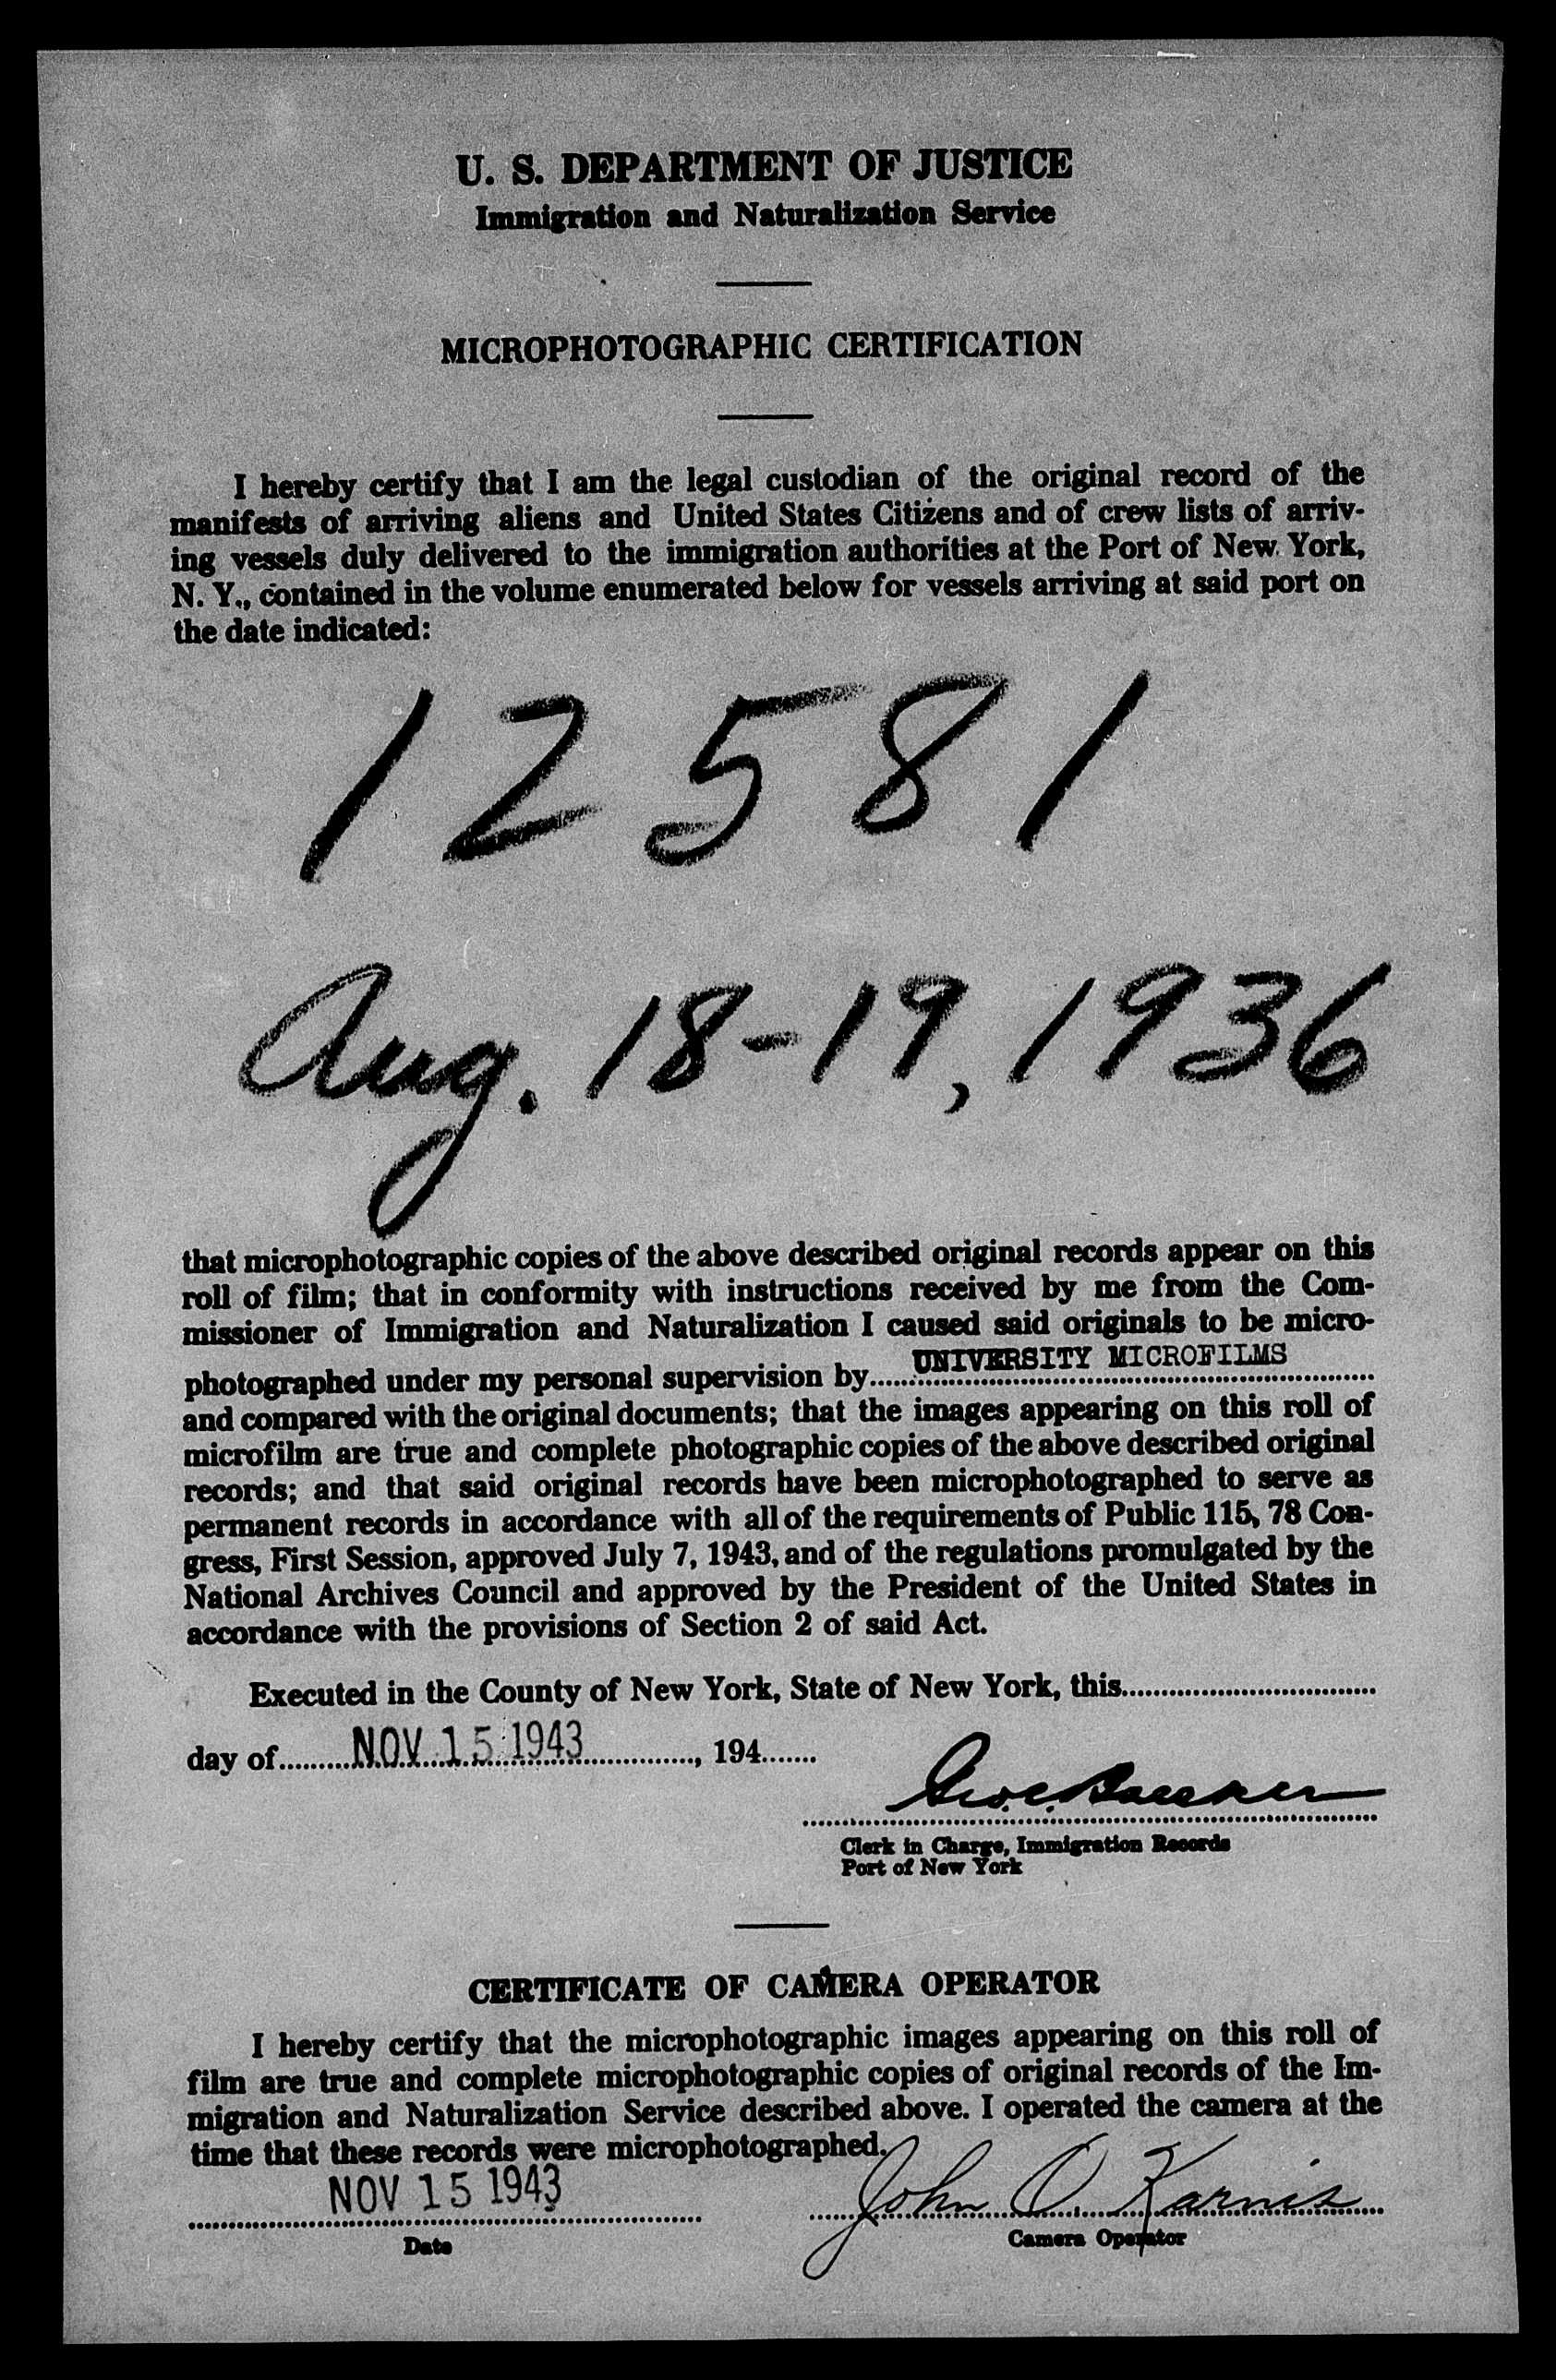 U. S. DEPARTMENT OF JUSTICE
Immigration and Naturalization Service
MICROPHOTOGRAPHIC CERTIFICATION
I hereby certify that I am the legal custodian of the original record of the
manifests of arriving aliens and United States Citizens and of crew lists of arriv-
ing vessels duly delivered to the immigration authorities at the Port of New York,
N. Y., contained in the volume enumerated below for vessels arriving at said port on
the date indicated:
12581
Aug. 18-19, 1936
that microphotographic copies of the above described original records appear on this
roll of film; that in conformity with instructions received by me from the Com-
missioner of Immigration and Naturalization I caused said originals to be micro-
photographed under my personal supervision by UNIVERSITY MICROFILMS
and compared with the original documents; that the images appearing on this roll of
microfilm are true and complete photographic copies of the above described original
records; and that said original records have been microphotographed to serve as
permanent records in accordance with all of the requirements of Public 115, 78 Con-
gress, First Session, approved July 7, 1943, and of the regulations promulgated by the
National Archives Council and approved by the President of the United States in
accordance with the provisions of Section 2 of said Act.
Executed in the County of New York, State of New York, this
day of NOV 15 1943, 194
Clerk in Charge, Immigration Records
Port of New York
CERTIFICATE OF CAMERA OPERATOR
I hereby certify that the microphotographic images appearing on this roll of
film are true and complete microphotographic copies of original records of the Im-
migration and Naturalization Service described above. I operated the camera at the
time that these records were microphotographed.
NOV 15 1943 John O. Karnis
Date Camera Operator